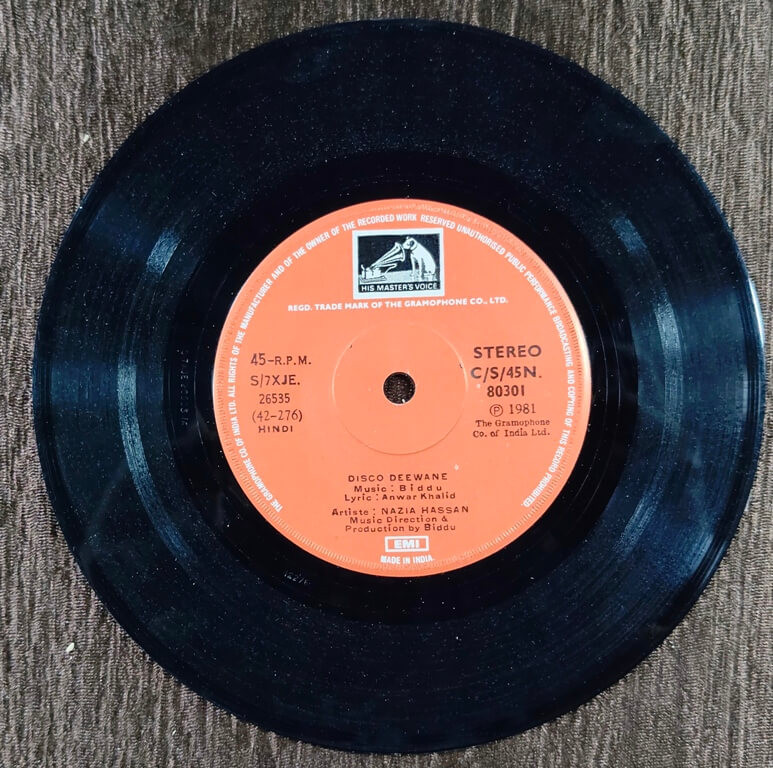 THE GRAMOPHONE CO. OF INDIA LTD. ALL RIGHTS OF THE MANUFACTURER AND OF THE OWNER OF THE RECORDED WORK RESERVED UNAUTHORISED PUBLIC PERFORMANCE BROADCASTING AND COPYING OF THIS RECORD PROHIBITED
HIS MASTER'S VOICE
REGD. TRADE MARK OF THE GRAMOPHONE CO., LTD.
45-R.P.M.
S/7XJE.
26535
(42-276)
HINDI
STEREO
C/S/45N.
80301
Ⓟ 1981
The Gramophone
Co. of India Ltd.
DISCO DEEWANE
Music : Biddu
Lyric : Anwar Khalid
Artiste : NAZIA HASSAN
Music Direction &
Production by Biddu
EMI
MADE IN INDIA